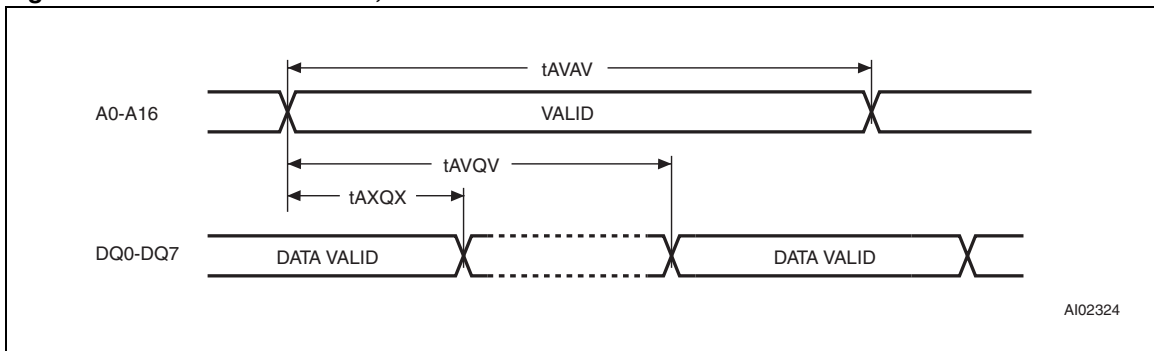 tAVAV
A0-A16 VALID
tAVQV
tAXQX
DQ0-DQ7 DATA VALID DATA VALID
AI02324